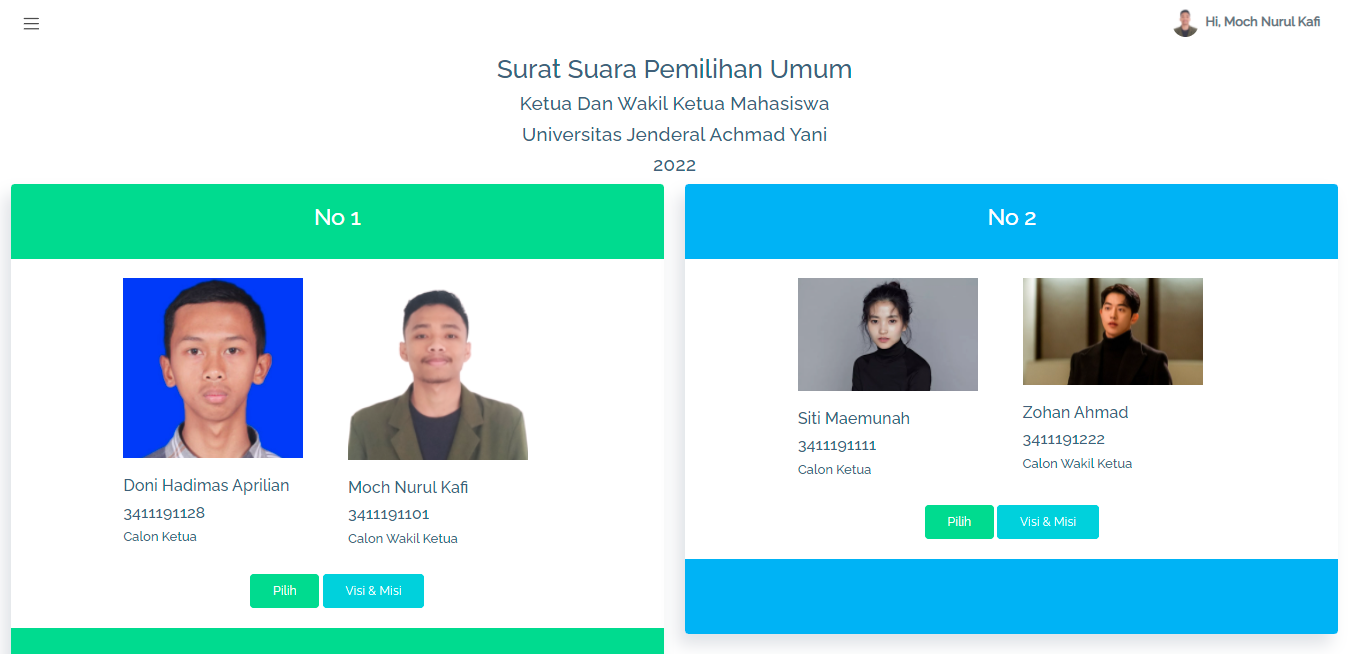 Hi, Moch Nurul Kafi
Surat Suara Pemilihan Umum
Ketua Dan Wakil Ketua Mahasiswa
Universitas Jenderal Achmad Yani
2022
No 1
Doni Hadimas Aprilian
3411191128
Calon Ketua
Moch Nurul Kafi
3411191101
Calon Wakil Ketua
Pilih
Visi & Misi
No 2
Siti Maemunah
3411191111
Calon Ketua
Zohan Ahmad
3411191222
Calon Wakil Ketua
Pilih
Visi & Misi